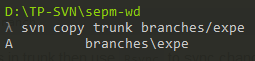 D:\TP-SVN\sepm-wd
λ svn copy trunk branches/expe
A         branches\expe